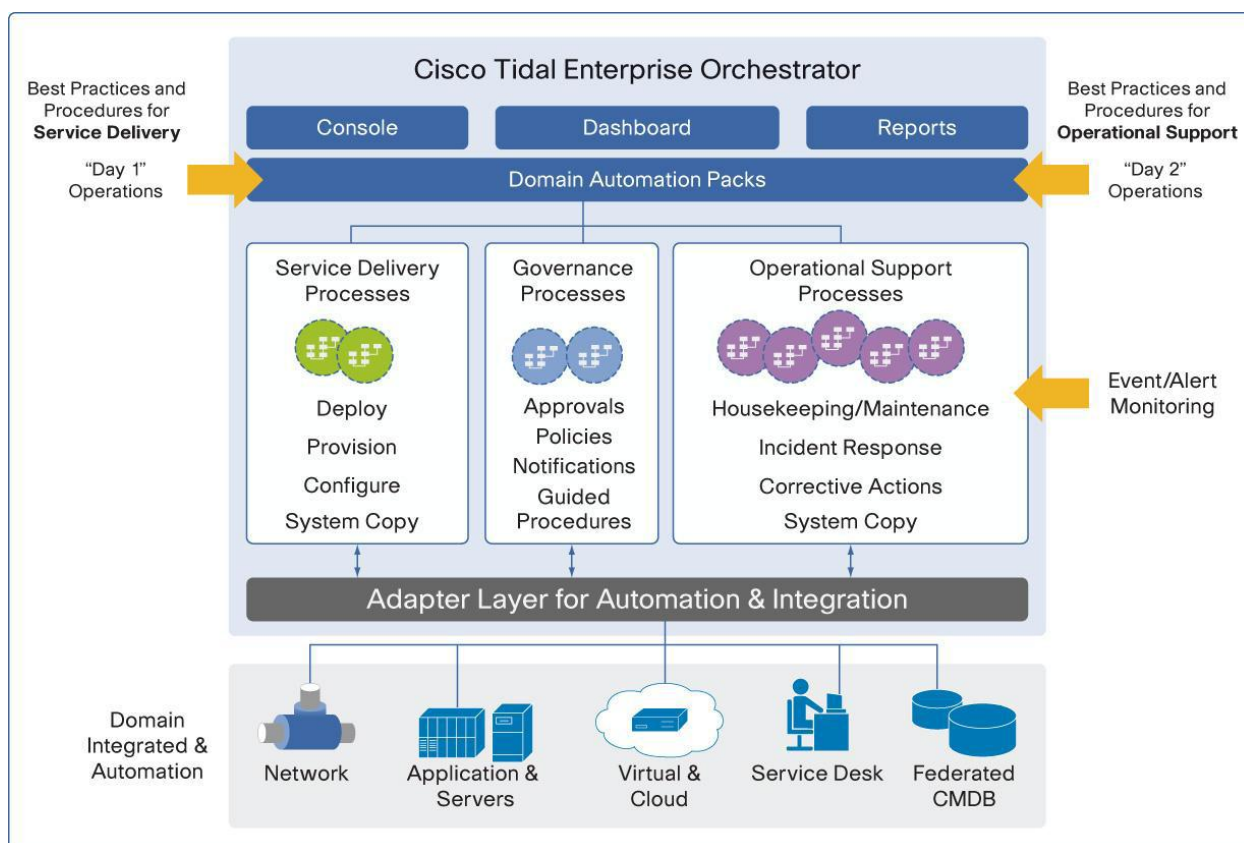 Cisco Tidal Enterprise Orchestrator
Best Practices and
Procedures for
Service Delivery
"Day 1"
Operations
Console
Dashboard
Reports
Best Practices and
Procedures for
Operational Support
"Day 2"
Operations
Domain Automation Packs
Service Delivery
Processes
Deploy
Provision
Configure
System Copy
Governance
Processes
Approvals
Policies
Notifications
Guided
Procedures
Operational Support
Processes
Housekeeping/Maintenance
Incident Response
Corrective Actions
System Copy
Event/Alert
Monitoring
Adapter Layer for Automation & Integration
Domain
Integrated &
Automation
Network
Application &
Servers
Virtual &
Cloud
Service Desk
Federated
CMDB